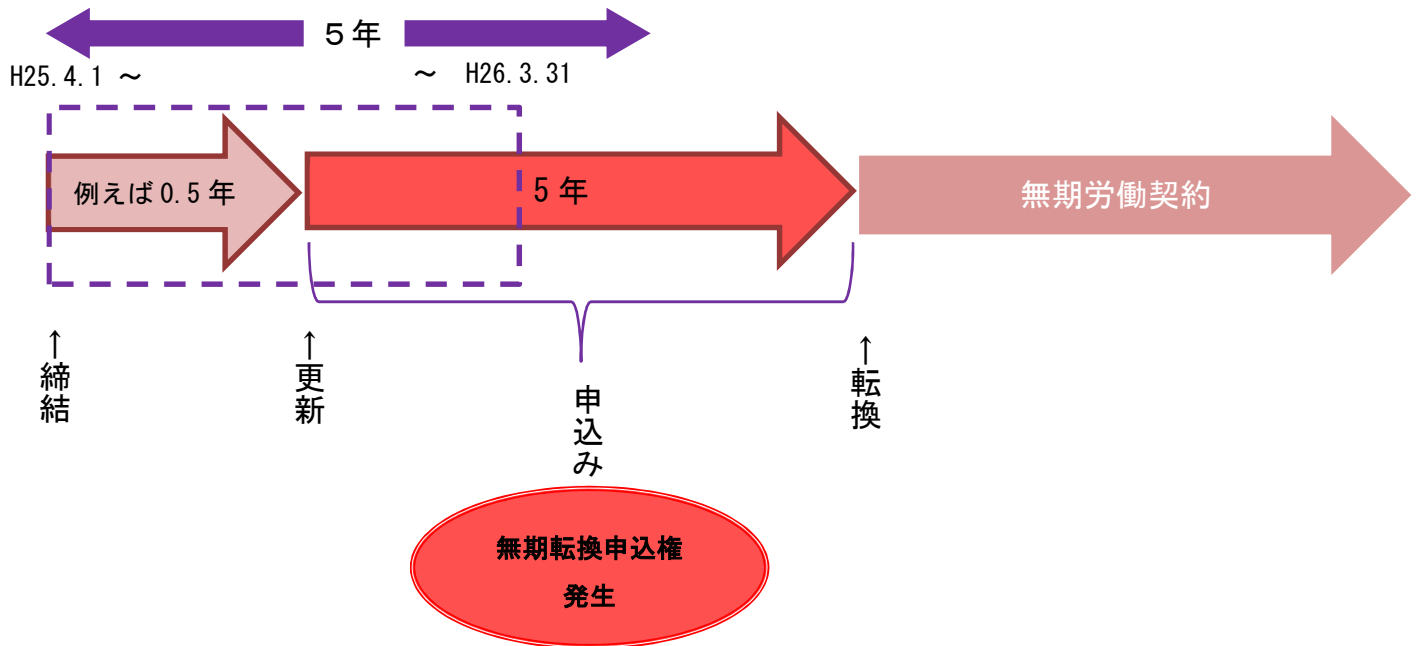 5年
H25.4.1 ～
～ H26.3.31
例えば0.5年
5年
無期労働契約
↑締結
↑更新
申込み
↑転換
無期転換申込権
発生